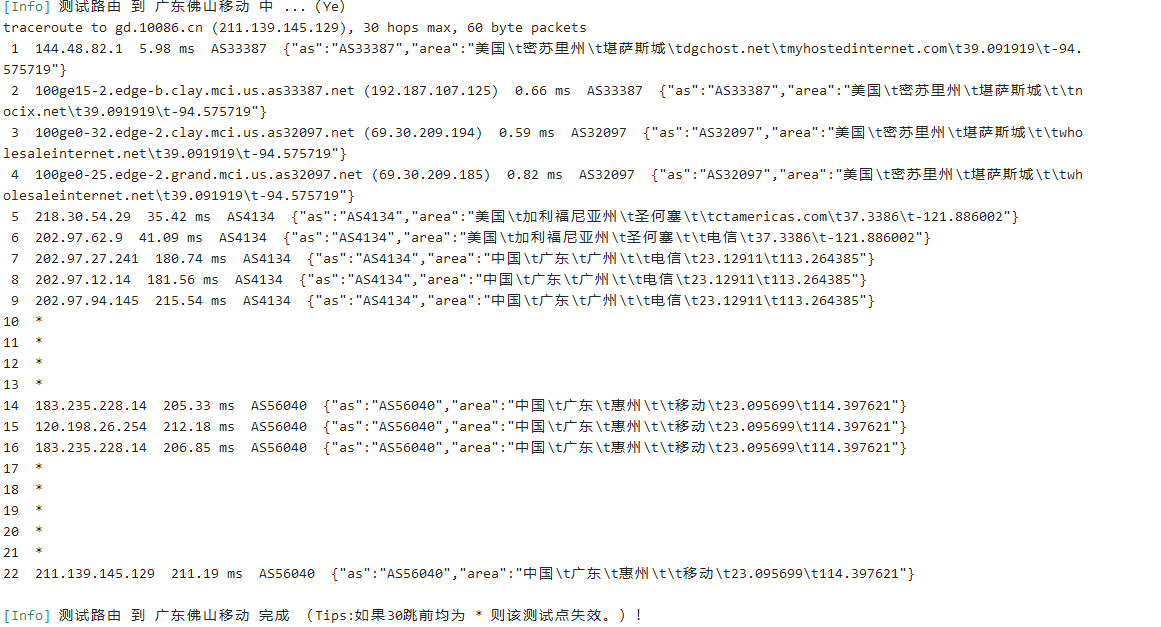 [Info] 测试路由 到 广东佛山移动 中 ...（Ye）
traceroute to gd.10086.cn (211.139.145.129), 30 hops max, 60 byte packets
 1  144.48.82.1  5.98 ms  AS33387  {"as":"AS33387","area":"美国\t密苏里州\t堪萨斯城\tdgchost.net\tmyhostedinternet.com\t39.091919\t-94.
575719"}
 2  100ge15-2.edge-b.clay.mci.us.as33387.net (192.187.107.125)  0.66 ms  AS33387  {"as":"AS33387","area":"美国\t密苏里州\t堪萨斯城\t\tn
ocix.net\t39.091919\t-94.575719"}
 3  100ge0-32.edge-2.clay.mci.us.as32097.net (69.30.209.194)  0.59 ms  AS32097  {"as":"AS32097","area":"美国\t密苏里州\t堪萨斯城\t\twho
lesaleinternet.net\t39.091919\t-94.575719"}
 4  100ge0-25.edge-2.grand.mci.us.as32097.net (69.30.209.185)  0.82 ms  AS32097  {"as":"AS32097","area":"美国\t密苏里州\t堪萨斯城\t\twh
olesaleinternet.net\t39.091919\t-94.575719"}
 5  218.30.54.29  35.42 ms  AS4134  {"as":"AS4134","area":"美国\t加利福尼亚州\t圣何塞\t\tctamericas.com\t37.3386\t-121.886002"}
 6  202.97.62.9  41.09 ms  AS4134  {"as":"AS4134","area":"美国\t加利福尼亚州\t圣何塞\t\t电信\t37.3386\t-121.886002"}
 7  202.97.27.241  180.74 ms  AS4134  {"as":"AS4134","area":"中国\t广东\t广州\t\t电信\t23.12911\t113.264385"}
 8  202.97.12.14  181.56 ms  AS4134  {"as":"AS4134","area":"中国\t广东\t广州\t\t电信\t23.12911\t113.264385"}
 9  202.97.94.145  215.54 ms  AS4134  {"as":"AS4134","area":"中国\t广东\t广州\t\t电信\t23.12911\t113.264385"}
10  *
11  *
12  *
13  *
14  183.235.228.14  205.33 ms  AS56040  {"as":"AS56040","area":"中国\t广东\t惠州\t\t移动\t23.095699\t114.397621"}
15  120.198.26.254  212.18 ms  AS56040  {"as":"AS56040","area":"中国\t广东\t惠州\t\t移动\t23.095699\t114.397621"}
16  183.235.228.14  206.85 ms  AS56040  {"as":"AS56040","area":"中国\t广东\t惠州\t\t移动\t23.095699\t114.397621"}
17  *
18  *
19  *
20  *
21  *
22  211.139.145.129  211.19 ms  AS56040  {"as":"AS56040","area":"中国\t广东\t惠州\t\t移动\t23.095699\t114.397621"}
[Info] 测试路由 到 广东佛山移动 完成 （Tips:如果30跳前均为 * 则该测试点失效。）！